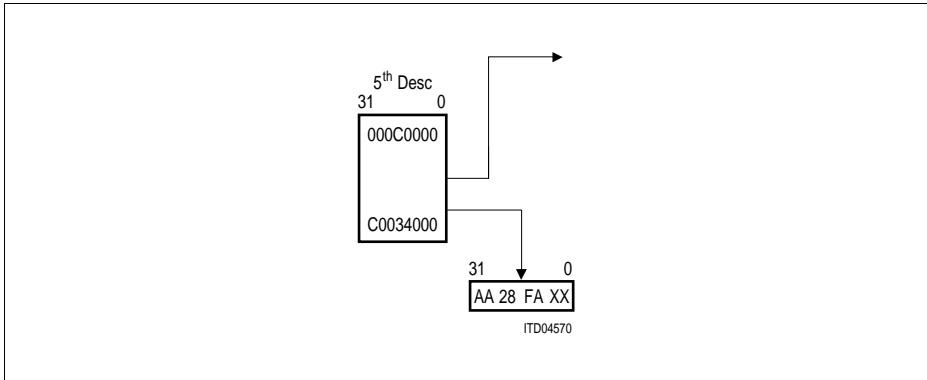 5th Desc
31 0
000C0000
C0034000
31 0
AA 28 FA XX
ITD04570